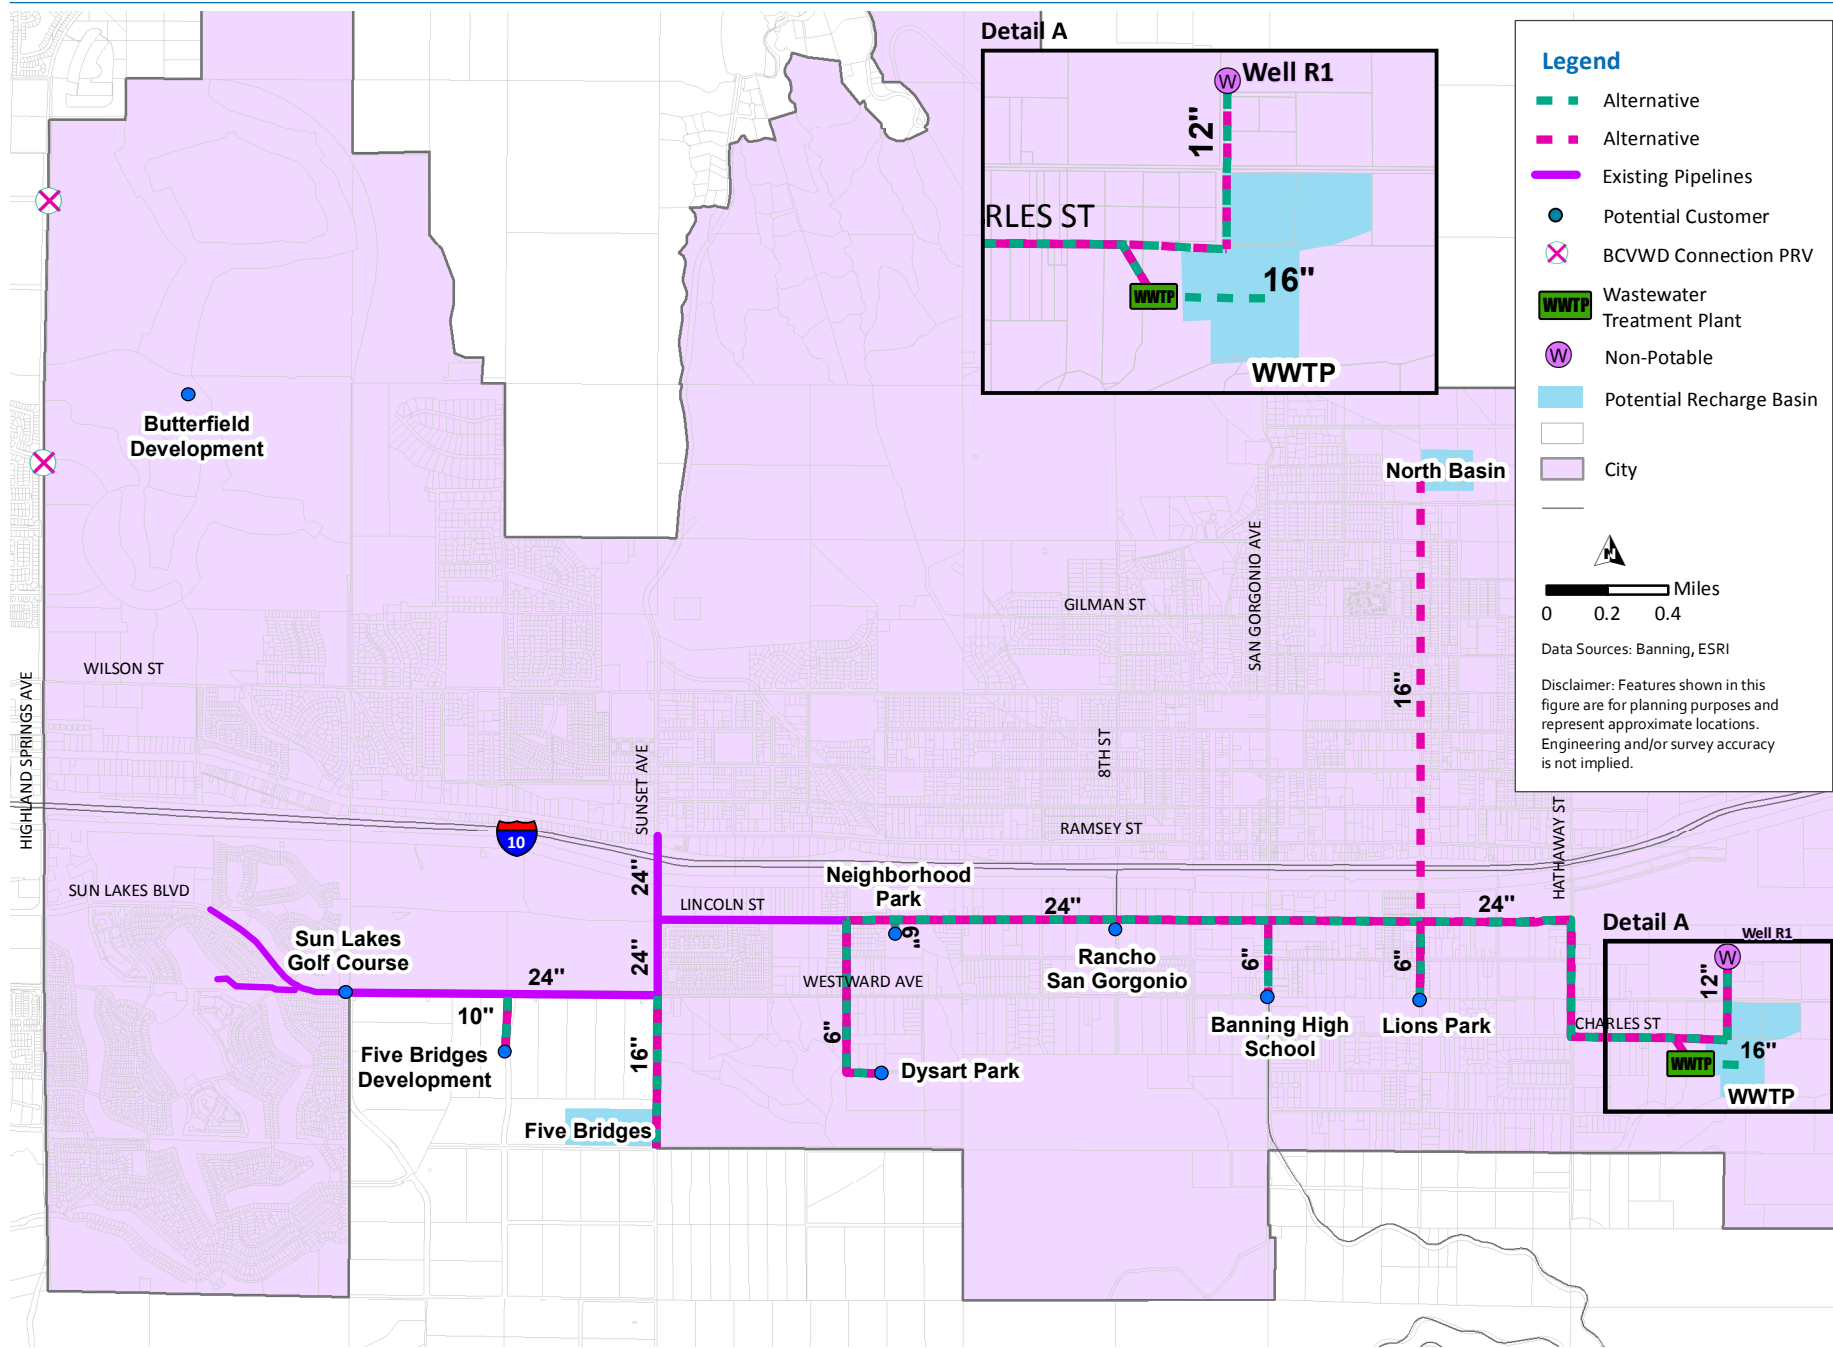 Detail A
W
Well R1
12"
RLES ST
16"
WWTP
WWTP
Legend
Alternative
Alternative
Existing Pipelines
Potential Customer
BCVWD Connection PRV
WWTP
Wastewater
Treatment Plant
W
Non-Potable
Potential Recharge Basin
City
N
Miles
0 0.2 0.4
Data Sources: Banning, ESRI
Disclaimer: Features shown in this
figure are for planning purposes and
represent approximate locations.
Engineering and/or survey accuracy
is not implied.
Butterfield
Development
North Basin
GILMAN ST
SAN GORGONIO AVE
WILSON ST
HIGHLAND SPRINGS AVE
16"
SUNSET AVE
8TH ST
RAMSEY ST
HATHAWAY ST
10
SUN LAKES BLVD
24"
LINCOLN ST
Neighborhood
Park
24"
24"
6"
Sun Lakes
Golf Course
24"
24"
WESTWARD AVE
Rancho
San Gorgonio
6"
6"
10"
Five Bridges
Development
16"
6"
Dysart Park
Banning High
School
Lions Park
Five Bridges
Detail A
Well R1
W
12"
CHARLES ST
16"
WWTP
WWTP